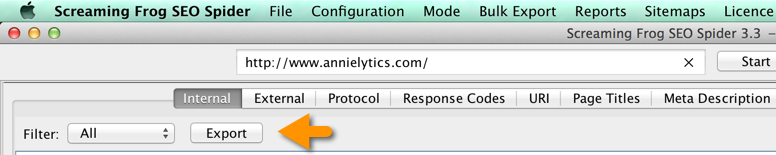 Screaming Frog SEO Spider File Configuration Mode Bulk Export Reports Sitemaps Licence
Screaming Frog SEO Spider 3.3 –
http://www.annielytics.com/ Start
Internal External Protocol Response Codes URI Page Titles Meta Description
Filter: All Export